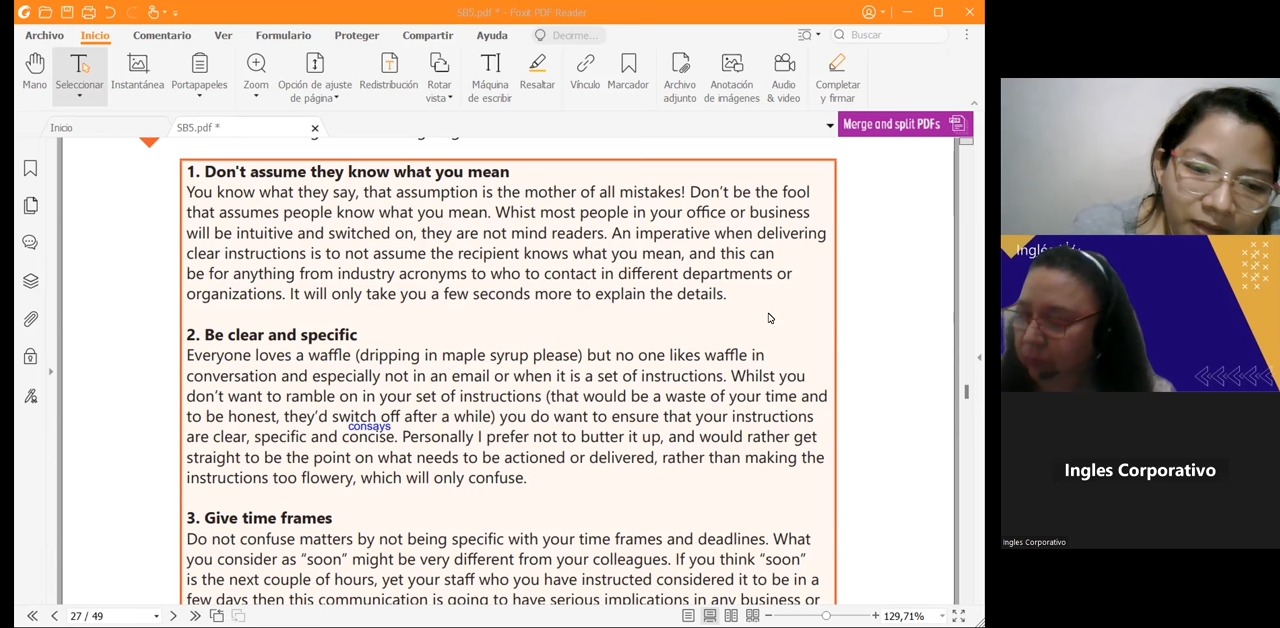 SB5.pdf * - Foxit PDF Reader
Archivo Inicio Comentario Ver Formulario Proteger Compartir Ayuda Decirme... Buscar
Mano Seleccionar Instantánea Portapapeles Zoom Opción de ajuste de página Redistribución Rotar vista Máquina de escribir Resaltar Vínculo Marcador Archivo adjunto Anotación de imágenes Audio & video Completar y firmar
Inicio SB5.pdf * Merge and split PDFs
1. Don't assume they know what you mean
You know what they say, that assumption is the mother of all mistakes! Don't be the fool
that assumes people know what you mean. Whist most people in your office or business
will be intuitive and switched on, they are not mind readers. An imperative when delivering
clear instructions is to not assume the recipient knows what you mean, and this can
be for anything from industry acronyms to who to contact in different departments or
organizations. It will only take you a few seconds more to explain the details.
2. Be clear and specific
Everyone loves a waffle (dripping in maple syrup please) but no one likes waffle in
conversation and especially not in an email or when it is a set of instructions. Whilst you
don't want to ramble on in your set of instructions (that would be a waste of your time and
to be honest, they'd switch off after a while) you do want to ensure that your instructions
consays
are clear, specific and concise. Personally I prefer not to butter it up, and would rather get
straight to be the point on what needs to be actioned or delivered, rather than making the
instructions too flowery, which will only confuse.
3. Give time frames
Do not confuse matters by not being specific with your time frames and deadlines. What
you consider as "soon" might be very different from your colleagues. If you think "soon"
is the next couple of hours, yet your staff who you have instructed considered it to be in a
few days then this communication is going to have serious implications in any business or
27 / 49
129,71%
Ingles Corporativo
Ingles Corporativo